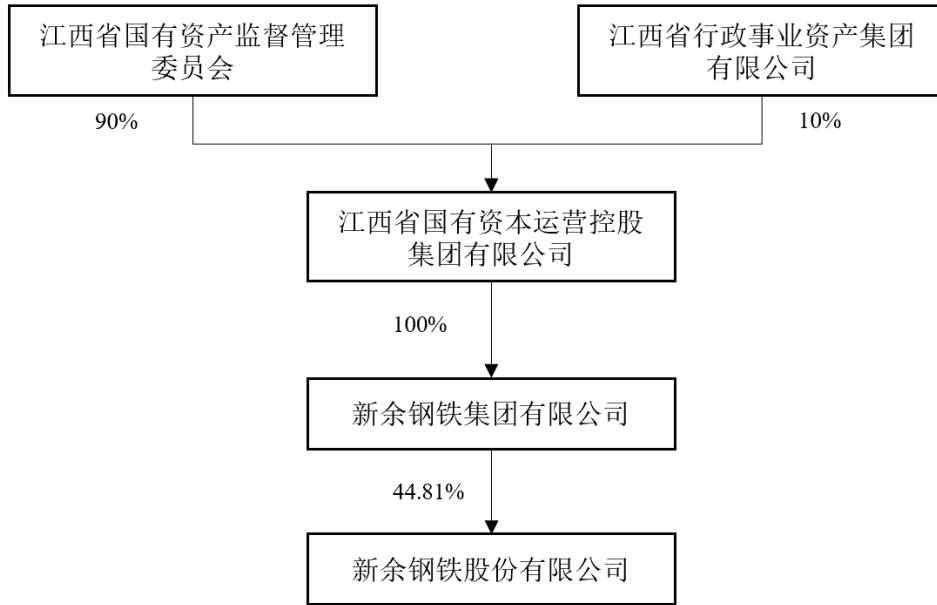 江西省国有资产监督管理
委员会
江西省行政事业资产集团
有限公司
90%
10%
江西省国有资本运营控股
集团有限公司
100%
新余钢铁集团有限公司
44.81%
新余钢铁股份有限公司